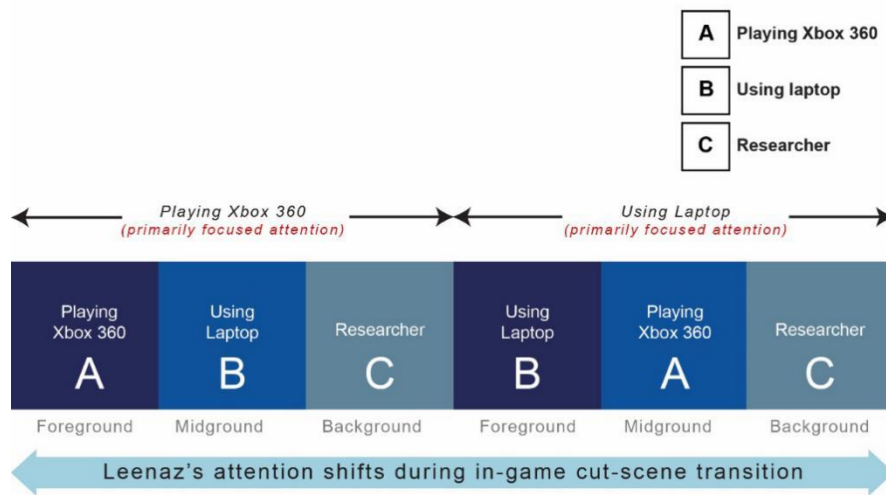 A Playing Xbox 360
B Using laptop
C Researcher
Playing Xbox 360
(primarily focused attention)
Using Laptop
(primarily focused attention)
Playing
Xbox 360
A
Using
Laptop
B
Researcher
C
Using
Laptop
B
Playing
Xbox 360
A
Researcher
C
Foreground Midground Background Foreground Midground Background
Leenaz's attention shifts during in-game cut-scene transition